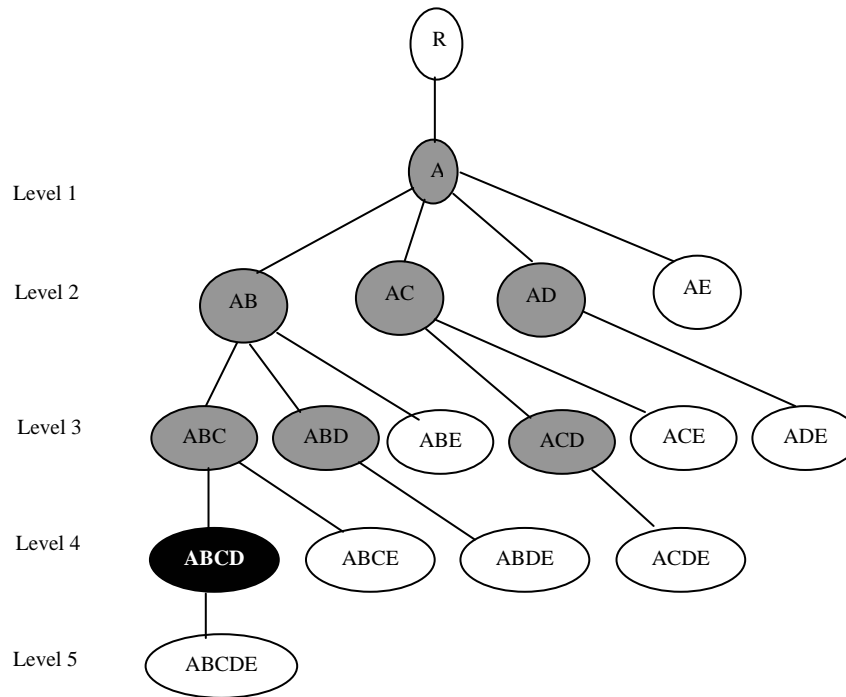 R
Level 1
A
Level 2
AB
AC
AD
AE
Level 3
ABC
ABD
ABE
ACD
ACE
ADE
Level 4
ABCD
ABCE
ABDE
ACDE
Level 5
ABCDE